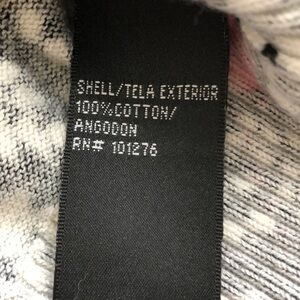 SHELL/TELA EXTERIOR
100%COTTON/
ANGODON
RN# 101276